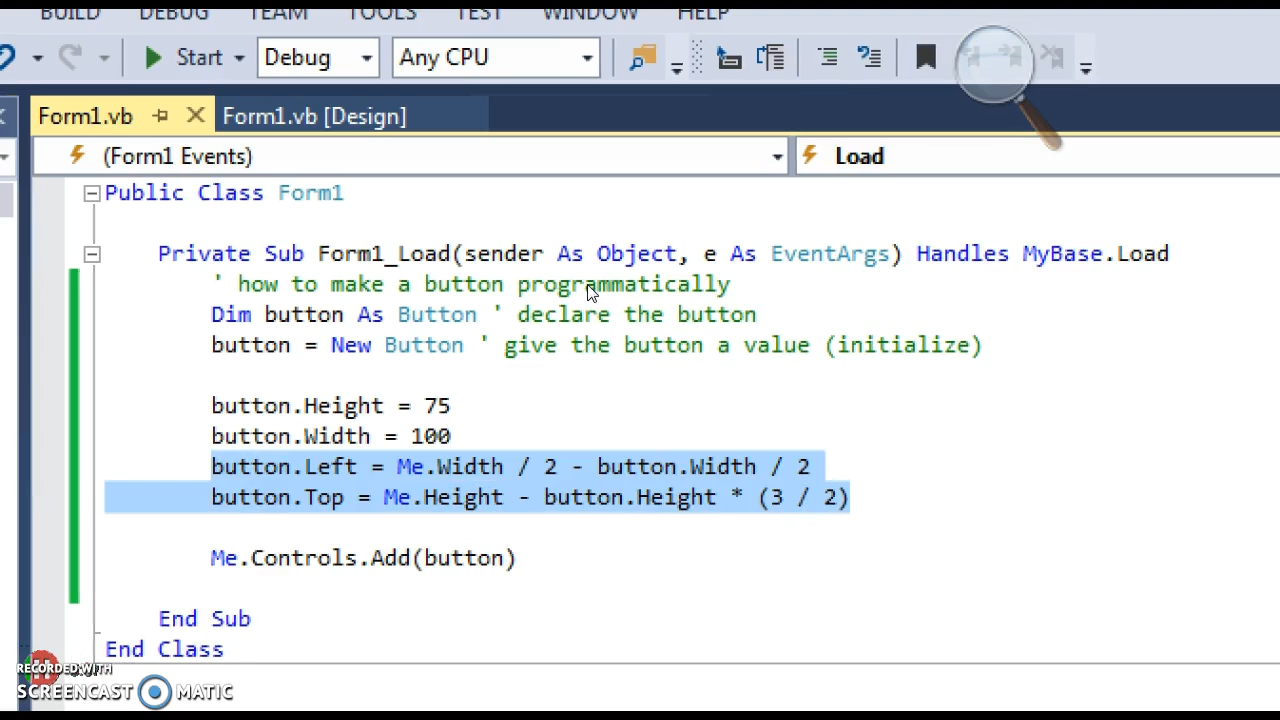 BUILD DEBUG TEAM TOOLS TEST WINDOW HELP
Start Debug Any CPU
Form1.vb Form1.vb [Design]
(Form1 Events) Load
Public Class Form1
Private Sub Form1_Load(sender As Object, e As EventArgs) Handles MyBase.Load
' how to make a button programmatically
Dim button As Button ' declare the button
button = New Button ' give the button a value (initialize)
button.Height = 75
button.Width = 100
button.Left = Me.Width / 2 - button.Width / 2
button.Top = Me.Height - button.Height * (3 / 2)
Me.Controls.Add(button)
End Sub
End Class
RECORDED WITH
SCREENCAST MATIC